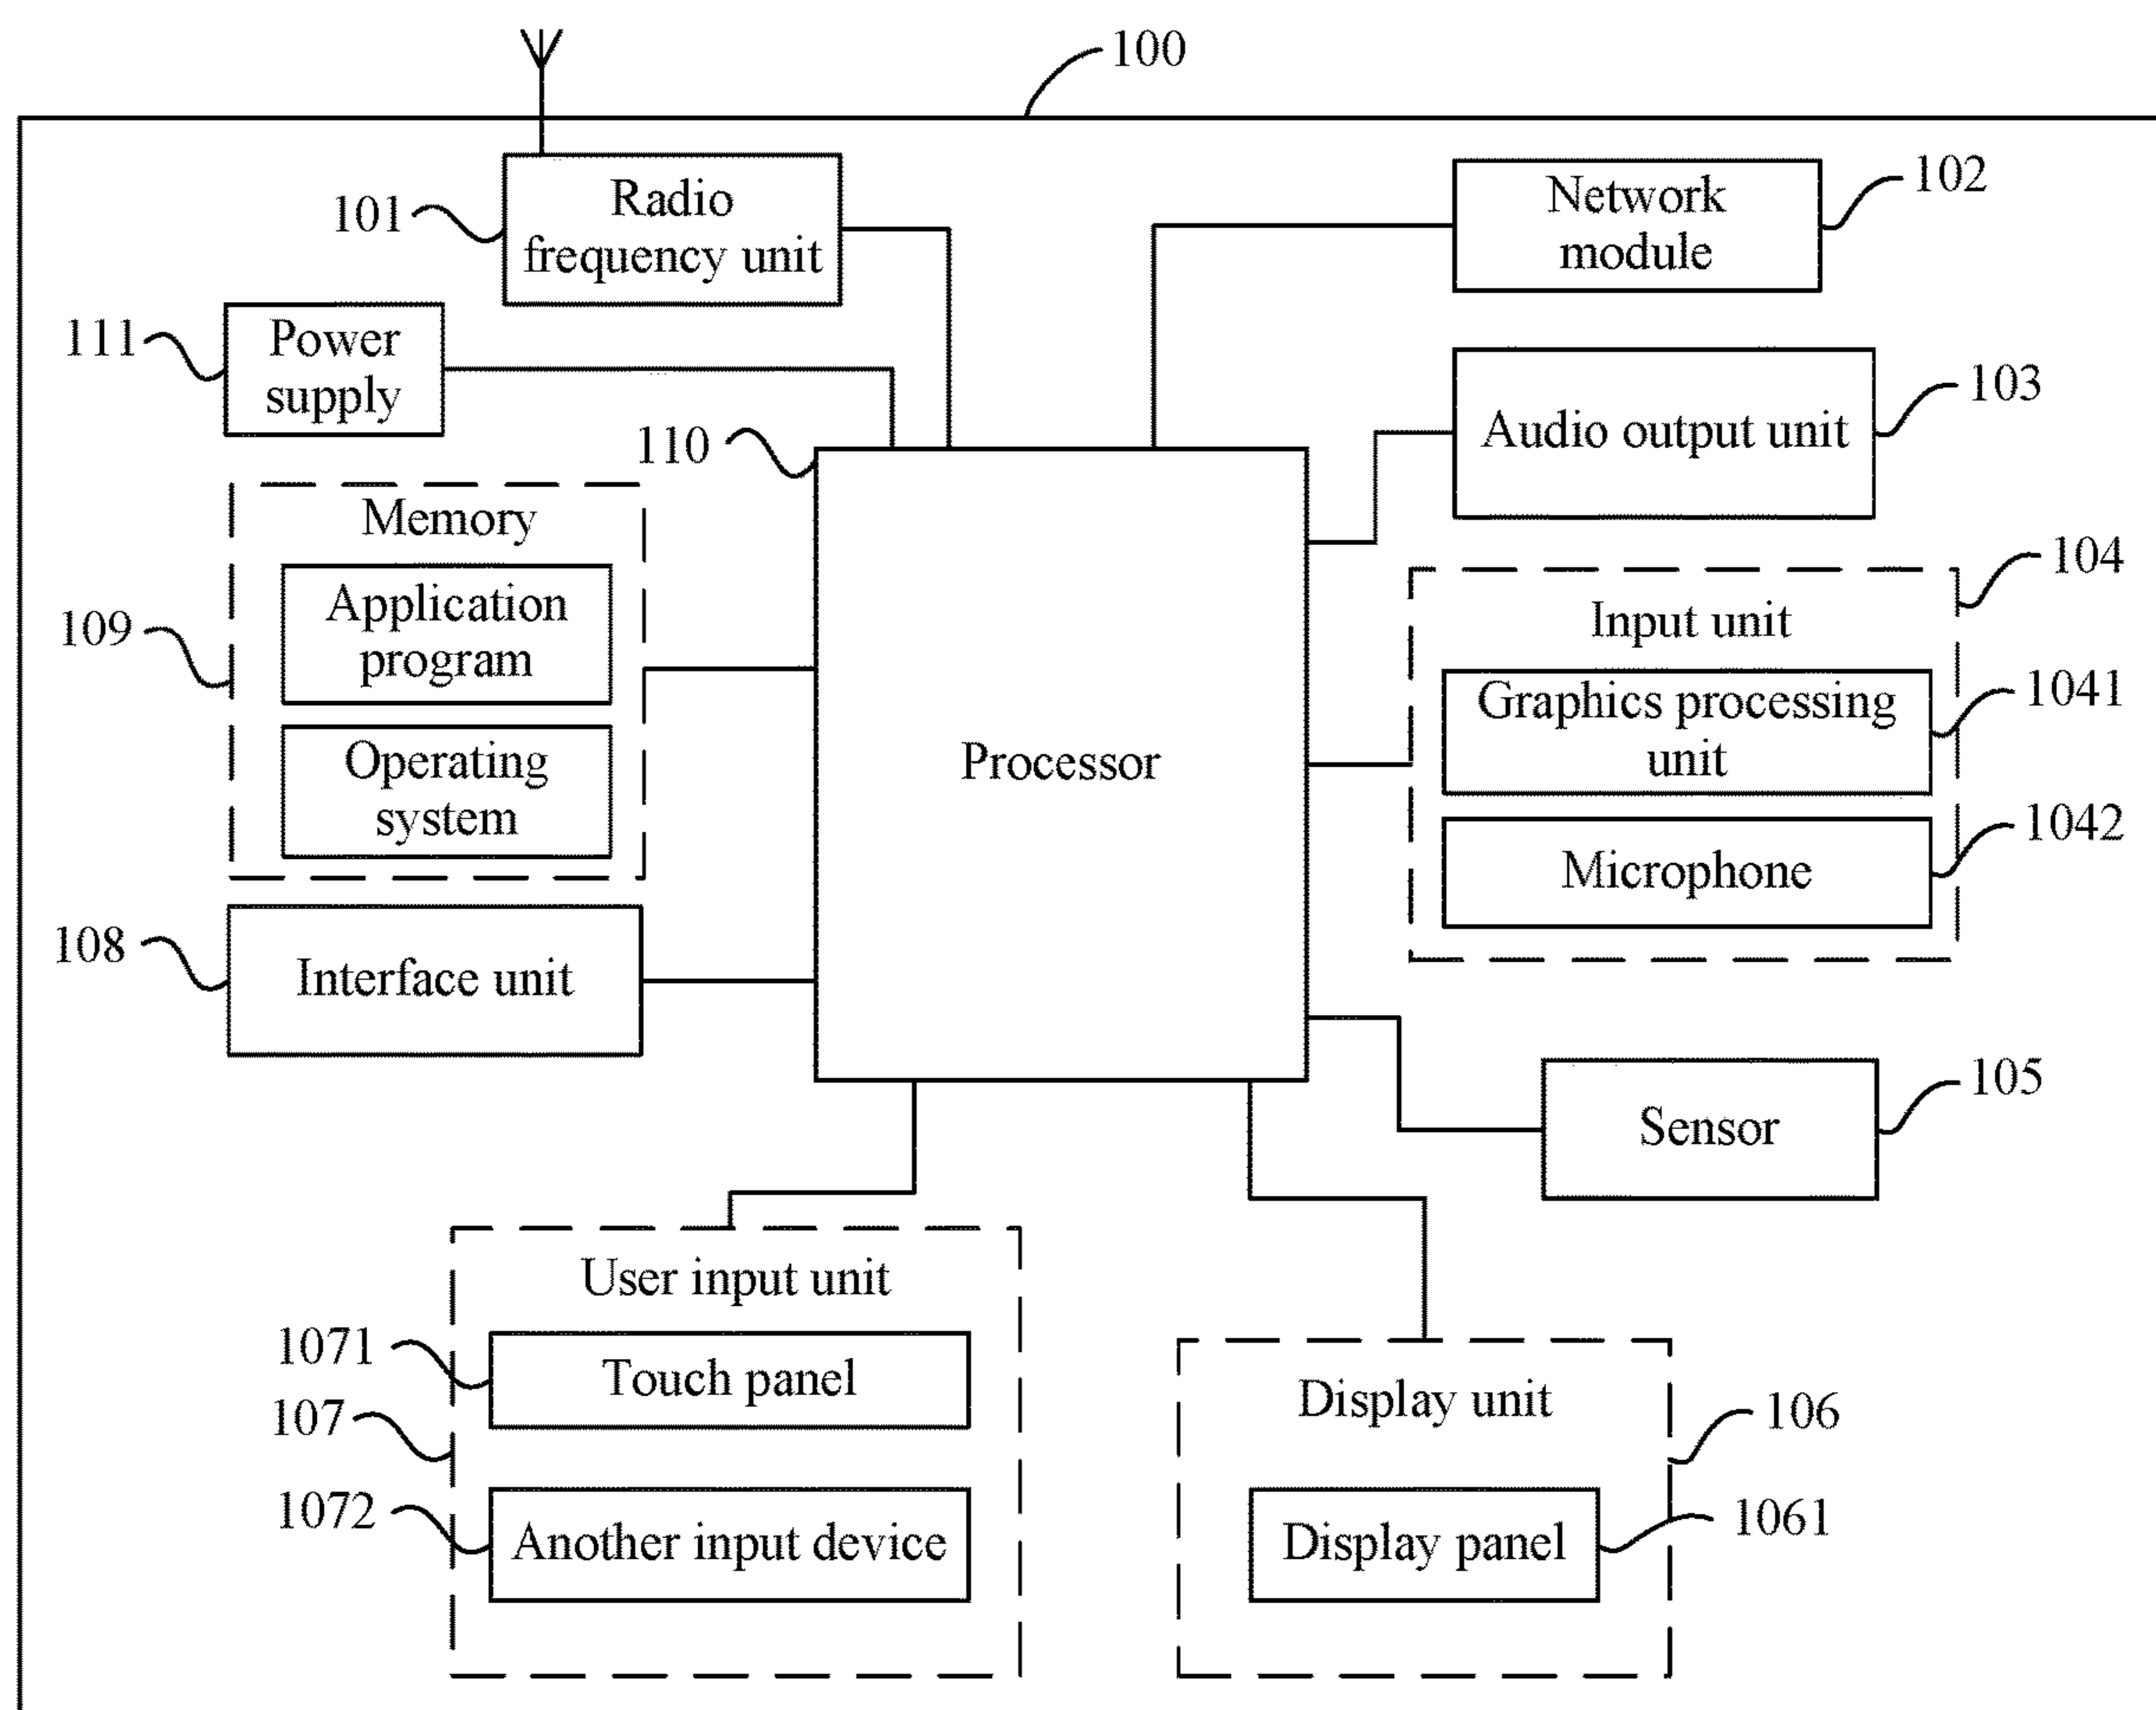 100
101
Radio
frequency unit
Network
module
102
111
Power
supply
110
Audio output unit
103
Memory
Application
program
Operating
system
109
Processor
104
Input unit
Graphics processing
unit
1041
Microphone
1042
108
Interface unit
Sensor
105
User input unit
1071
Touch panel
107
1072
Another input device
Display unit
106
Display panel
1061